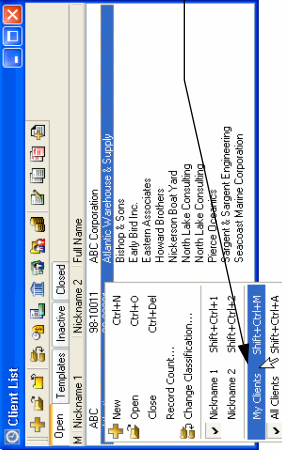 Client List
Open Templates Inactive Closed
M Nickname 1 Nickname 2 Full Name
ABC 98-10011 ABC Corporation
Atlantic Warehouse & Supply
Bishop & Sons
Early Bird Inc.
Eastern Associates
Howard Brothers
Nickerson Boat Yard
North Lake Consulting
North Lake Consulting
Pierce Oceanics
Sargent & Sargent Engineering
Seacoast Marine Corporation
New Ctrl+N
Open Ctrl+O
Close Ctrl+Del
Record Count...
Change Classification...
Nickname 1 Shift+Ctrl+1
Nickname 2 Shift+Ctrl+2
My Clients Shift+Ctrl+M
All Clients Shift+Ctrl+A